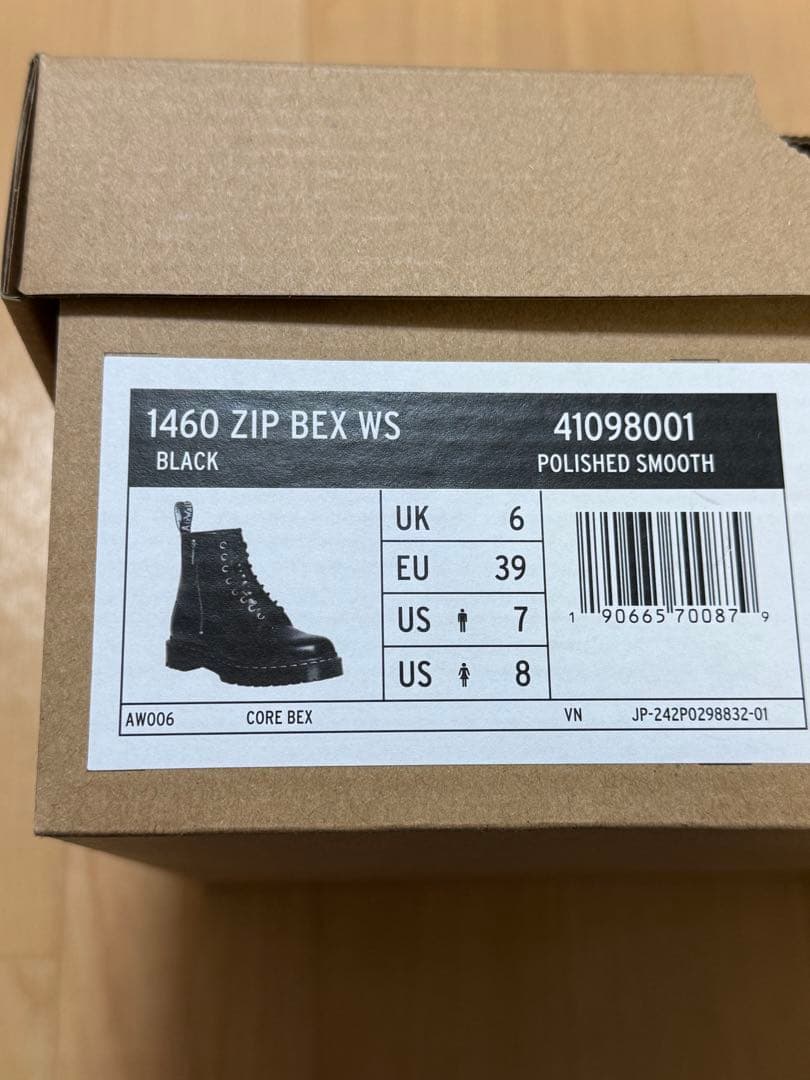 1460 ZIP BEX WS 41098001
BLACK POLISHED SMOOTH
UK 6
EU 39
US 7
US 8
1 90665 70087 9
AW006 CORE BEX VN JP-242P0298832-01